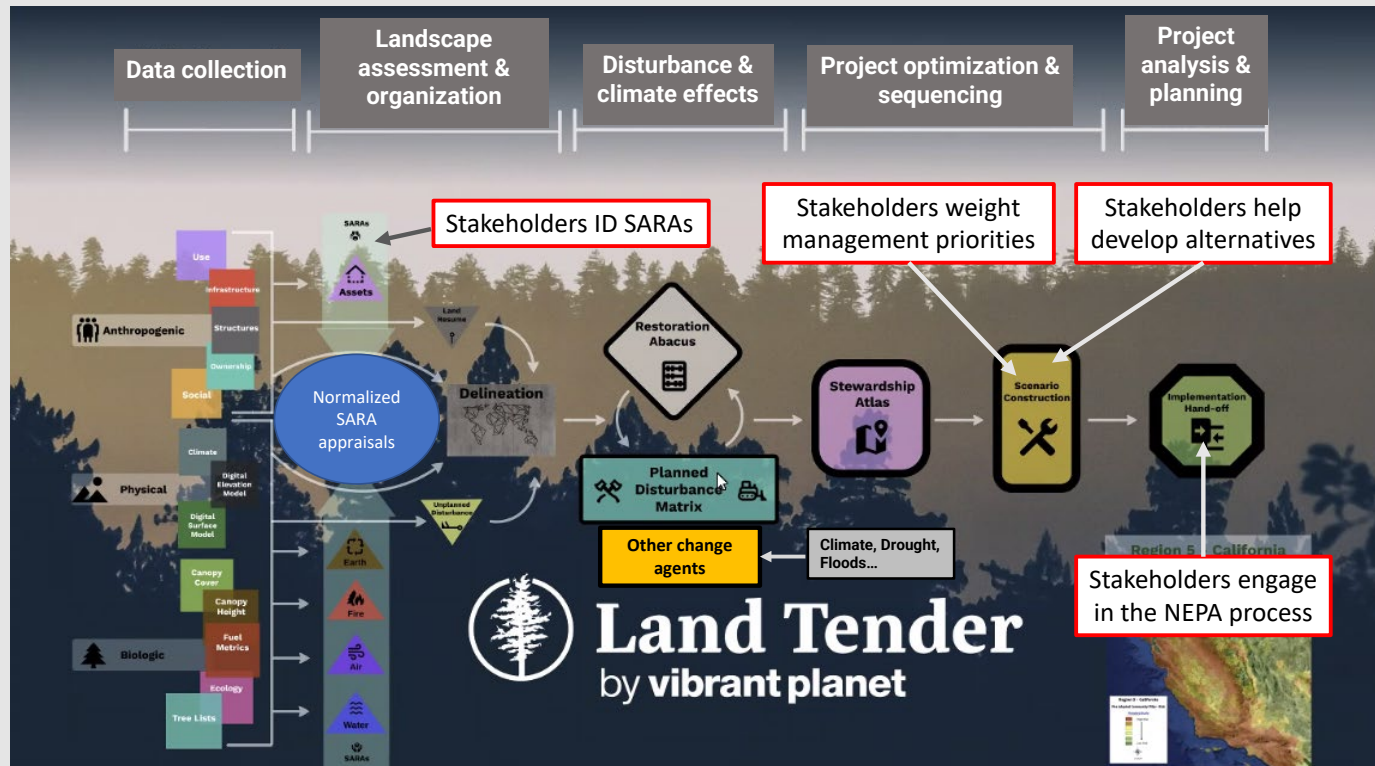 Data collection
Landscape
assessment &
organization
Disturbance &
climate effects
Project optimization &
sequencing
Project
analysis &
planning
SARAs
Stakeholders ID SARAs
Stakeholders weight
management priorities
Stakeholders help
develop alternatives
Use
Infrastructure
Assets
Anthropogenic
Structures
Land
Resume
Ownership
Social
Normalized
SARA
appraisals
Delineation
Restoration
Abacus
Stewardship
Atlas
Scenario
Construction
Implementation
Hand-off
Climate
Physical
Digital
Elevation
Model
Digital
Surface
Model
Unplanned
Disturbance
Planned
Disturbance
Matrix
Other change
agents
Climate, Drought,
Floods...
Earth
Canopy
Cover
Canopy
Height
Fire
Fuel
Metrics
Biologic
Air
Ecology
Tree Lists
Water
SARAs
Land Tender
by vibrant planet
Region 5 California
Stakeholders engage
in the NEPA process